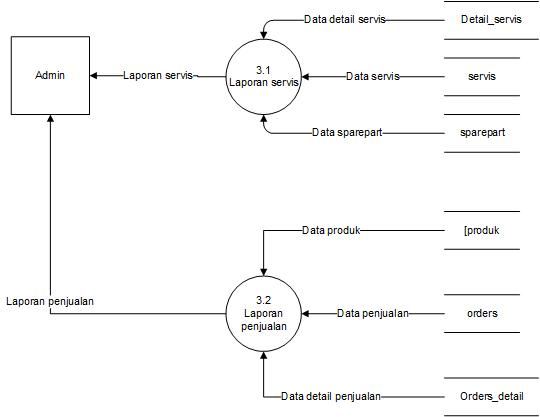 Data detail servis
Detail_servis
Admin
Laporan servis
3.1
Laporan servis
Data servis
servis
Data sparepart
sparepart
Data produk
[produk
Laporan penjualan
3.2
Laporan
penjualan
Data penjualan
orders
Data detail penjualan
Orders_detail